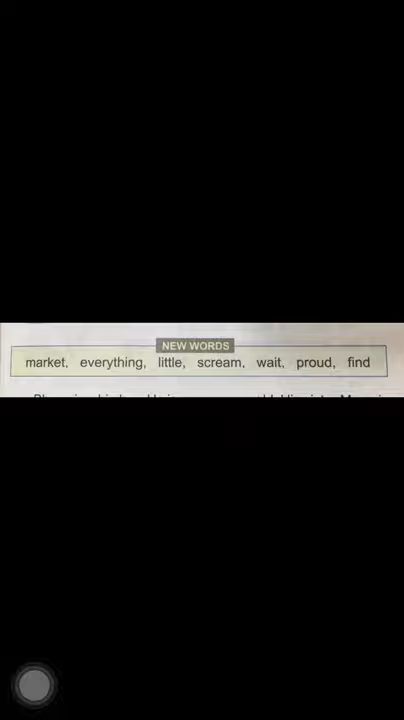 NEW WORDS
market, everything, little, scream, wait, proud, find